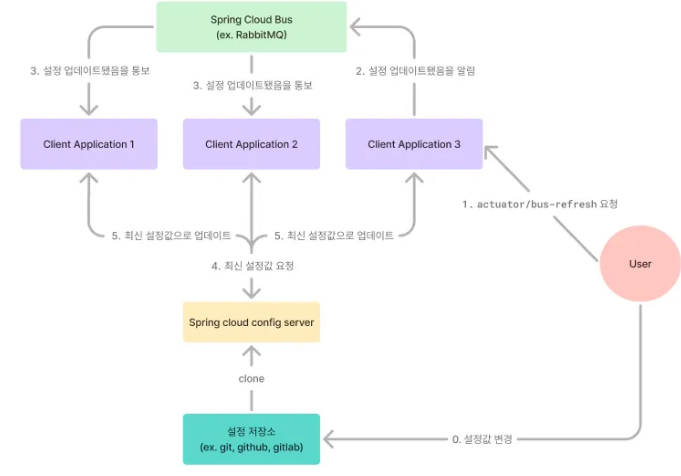 Spring Cloud Bus
(ex. RabbitMQ)
3. 설정 업데이트됐음을 통보
3. 설정 업데이트됐음을 통보
2. 설정 업데이트됐음을 알림
Client Application 1
Client Application 2
Client Application 3
1. actuator/bus-refresh 요청
5. 최신 설정값으로 업데이트
5. 최신 설정값으로 업데이트
4. 최신 설정값 요청
User
Spring cloud config server
clone
설정 저장소
(ex. git, github, gitlab)
0. 설정값 변경